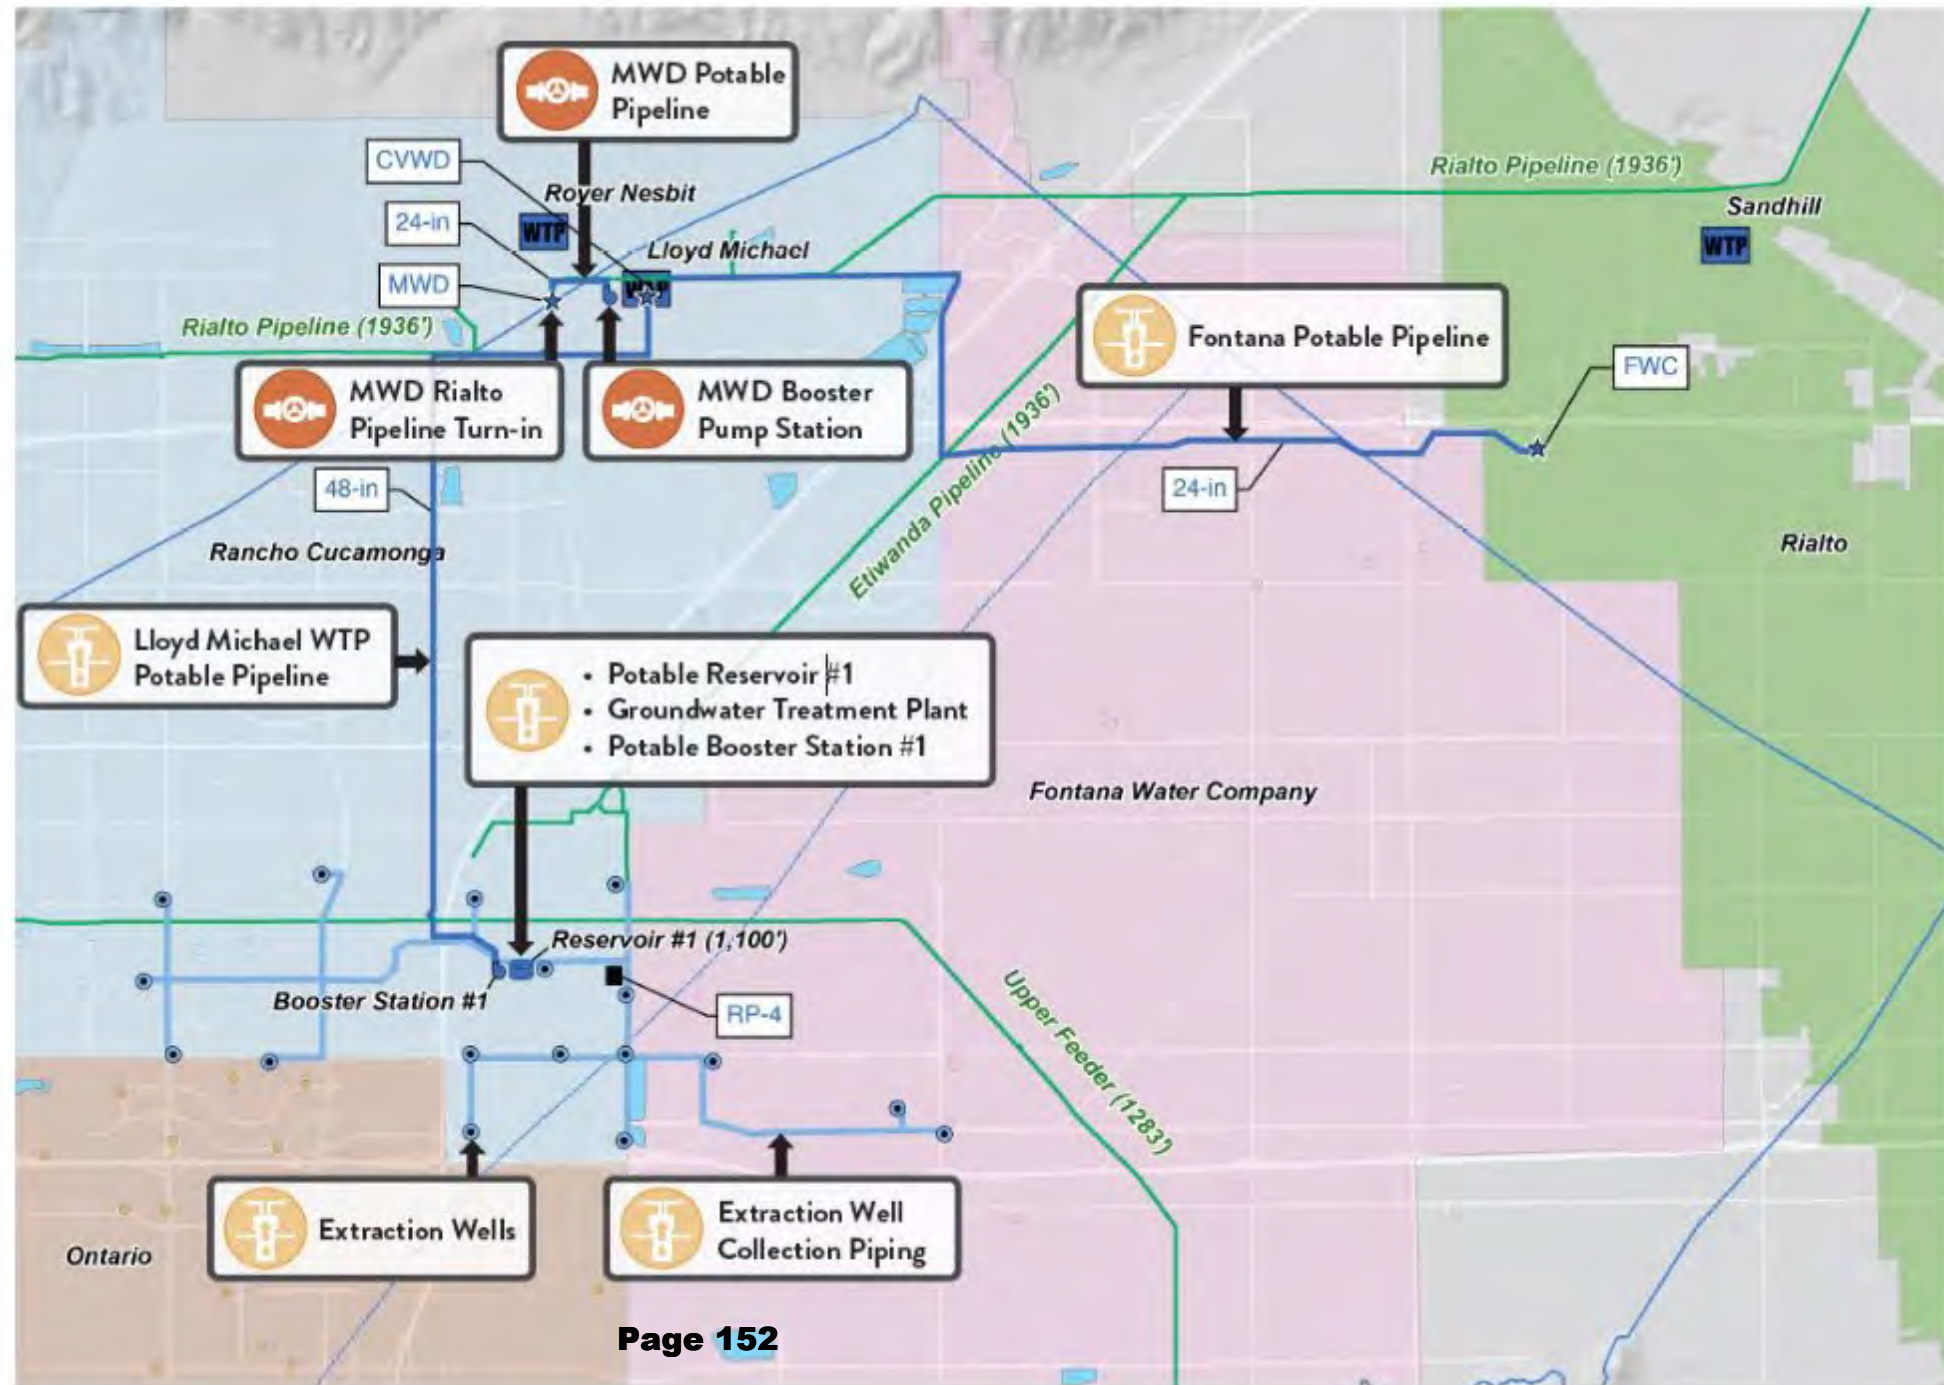 MWD Potable
Pipeline
CVWD
Rialto Pipeline (1936')
Royer Nesbit
Sandhill
24-in
WTP
WTP
Lloyd Michael
MWD
WTP
Rialto Pipeline (1936')
Fontana Potable Pipeline
FWC
MWD Rialto
Pipeline Turn-in
MWD Booster
Pump Station
Etiwanda Pipeline (1936')
48-in
24-in
Rancho Cucamonga
Rialto
Lloyd Michael WTP
Potable Pipeline
• Potable Reservoir #1
• Groundwater Treatment Plant
• Potable Booster Station #1
Fontana Water Company
Reservoir #1 (1,100')
Booster Station #1
RP-4
Upper Feeder (1283')
Extraction Wells
Extraction Well
Collection Piping
Ontario
Page 152